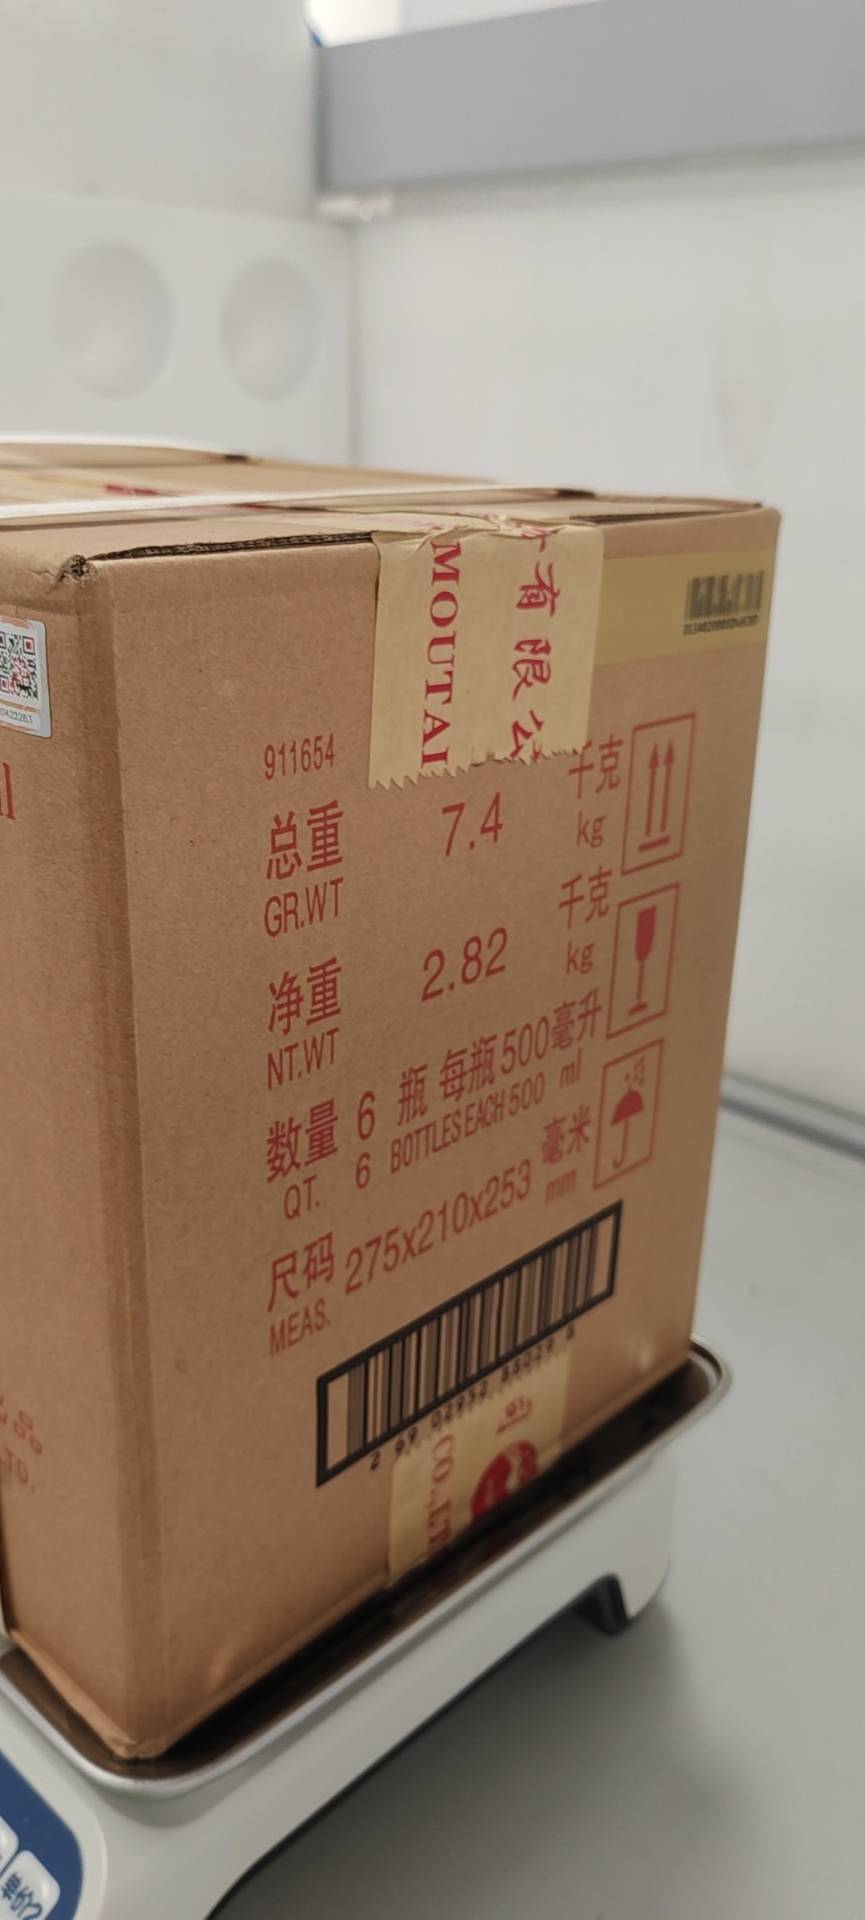 MOUTAI
有限公
911654
总重 7.4 千克
GR.WT kg
净重 2.82 千克
NT.WT kg
数量 6 瓶 每瓶500毫升
QT. 6 BOTTLES EACH 500 ml
尺码 275x210x253 毫米
MEAS. mm
CO.,LT